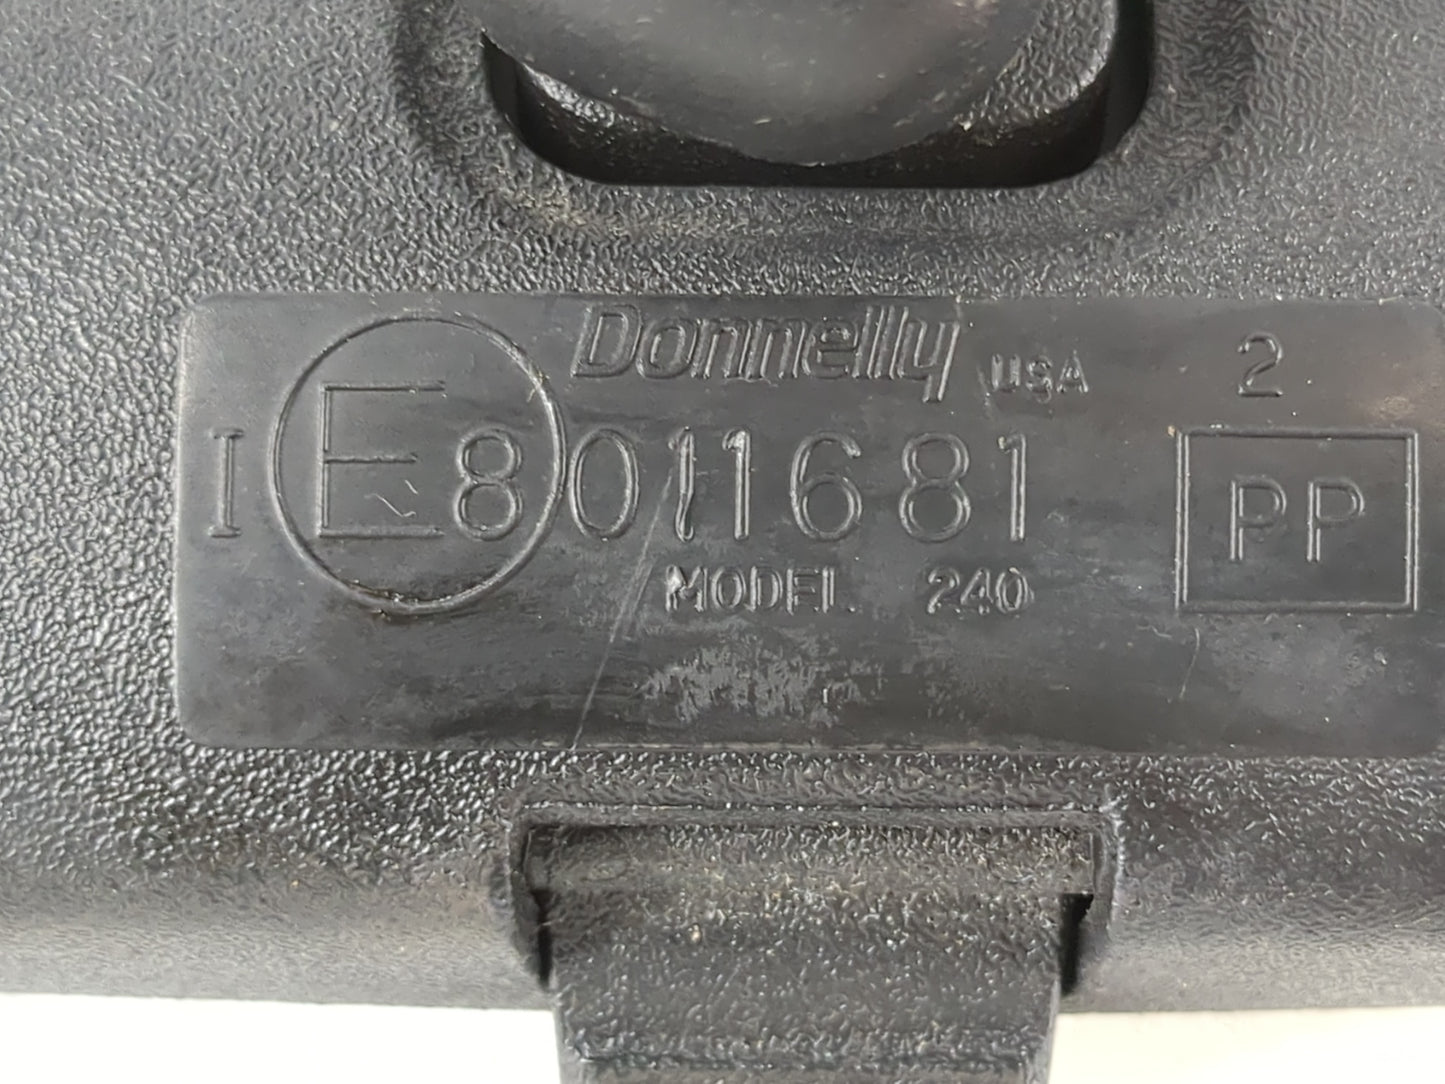 Donnelly USA 2
I E8 011681 PP
MODEL 240